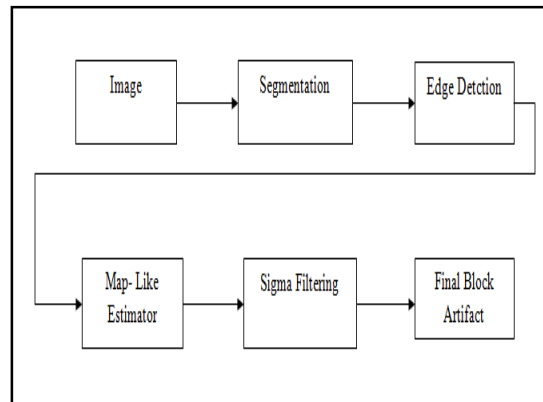 Image
Segmentation
Edge Detction
Map- Like
Estimator
Sigma Filtering
Final Block
Artifact